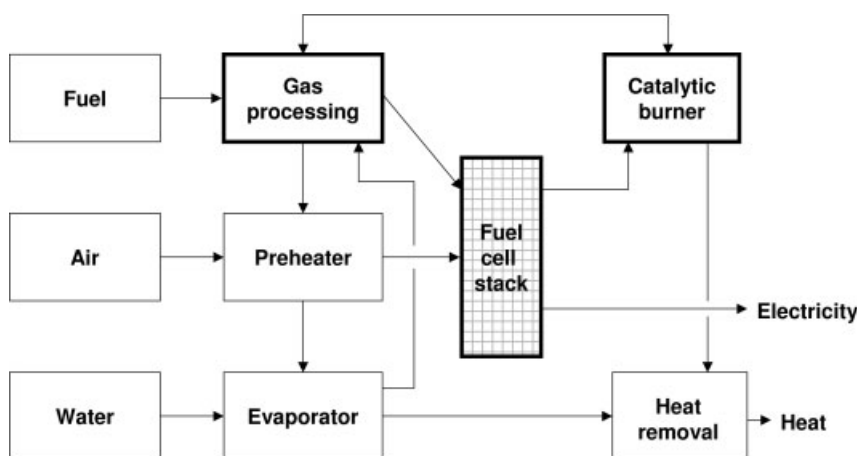 Fuel
Gas
processing
Catalytic
burner
Air
Preheater
Fuel
cell
stack
Electricity
Water
Evaporator
Heat
removal
Heat